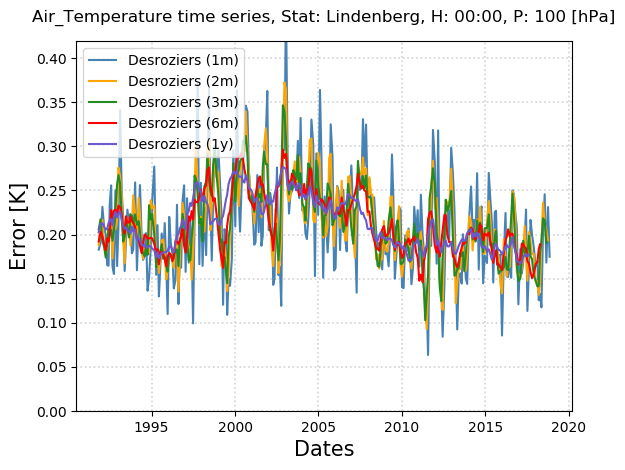 Air_Temperature time series, Stat: Lindenberg, H: 00:00, P: 100 [hPa]
Desroziers (1m)
Desroziers (2m)
Desroziers (3m)
Desroziers (6m)
Desroziers (1y)
Error [K]
0.40
0.35
0.30
0.25
0.20
0.15
0.10
0.05
0.00
1995 2000 2005 2010 2015 2020
Dates